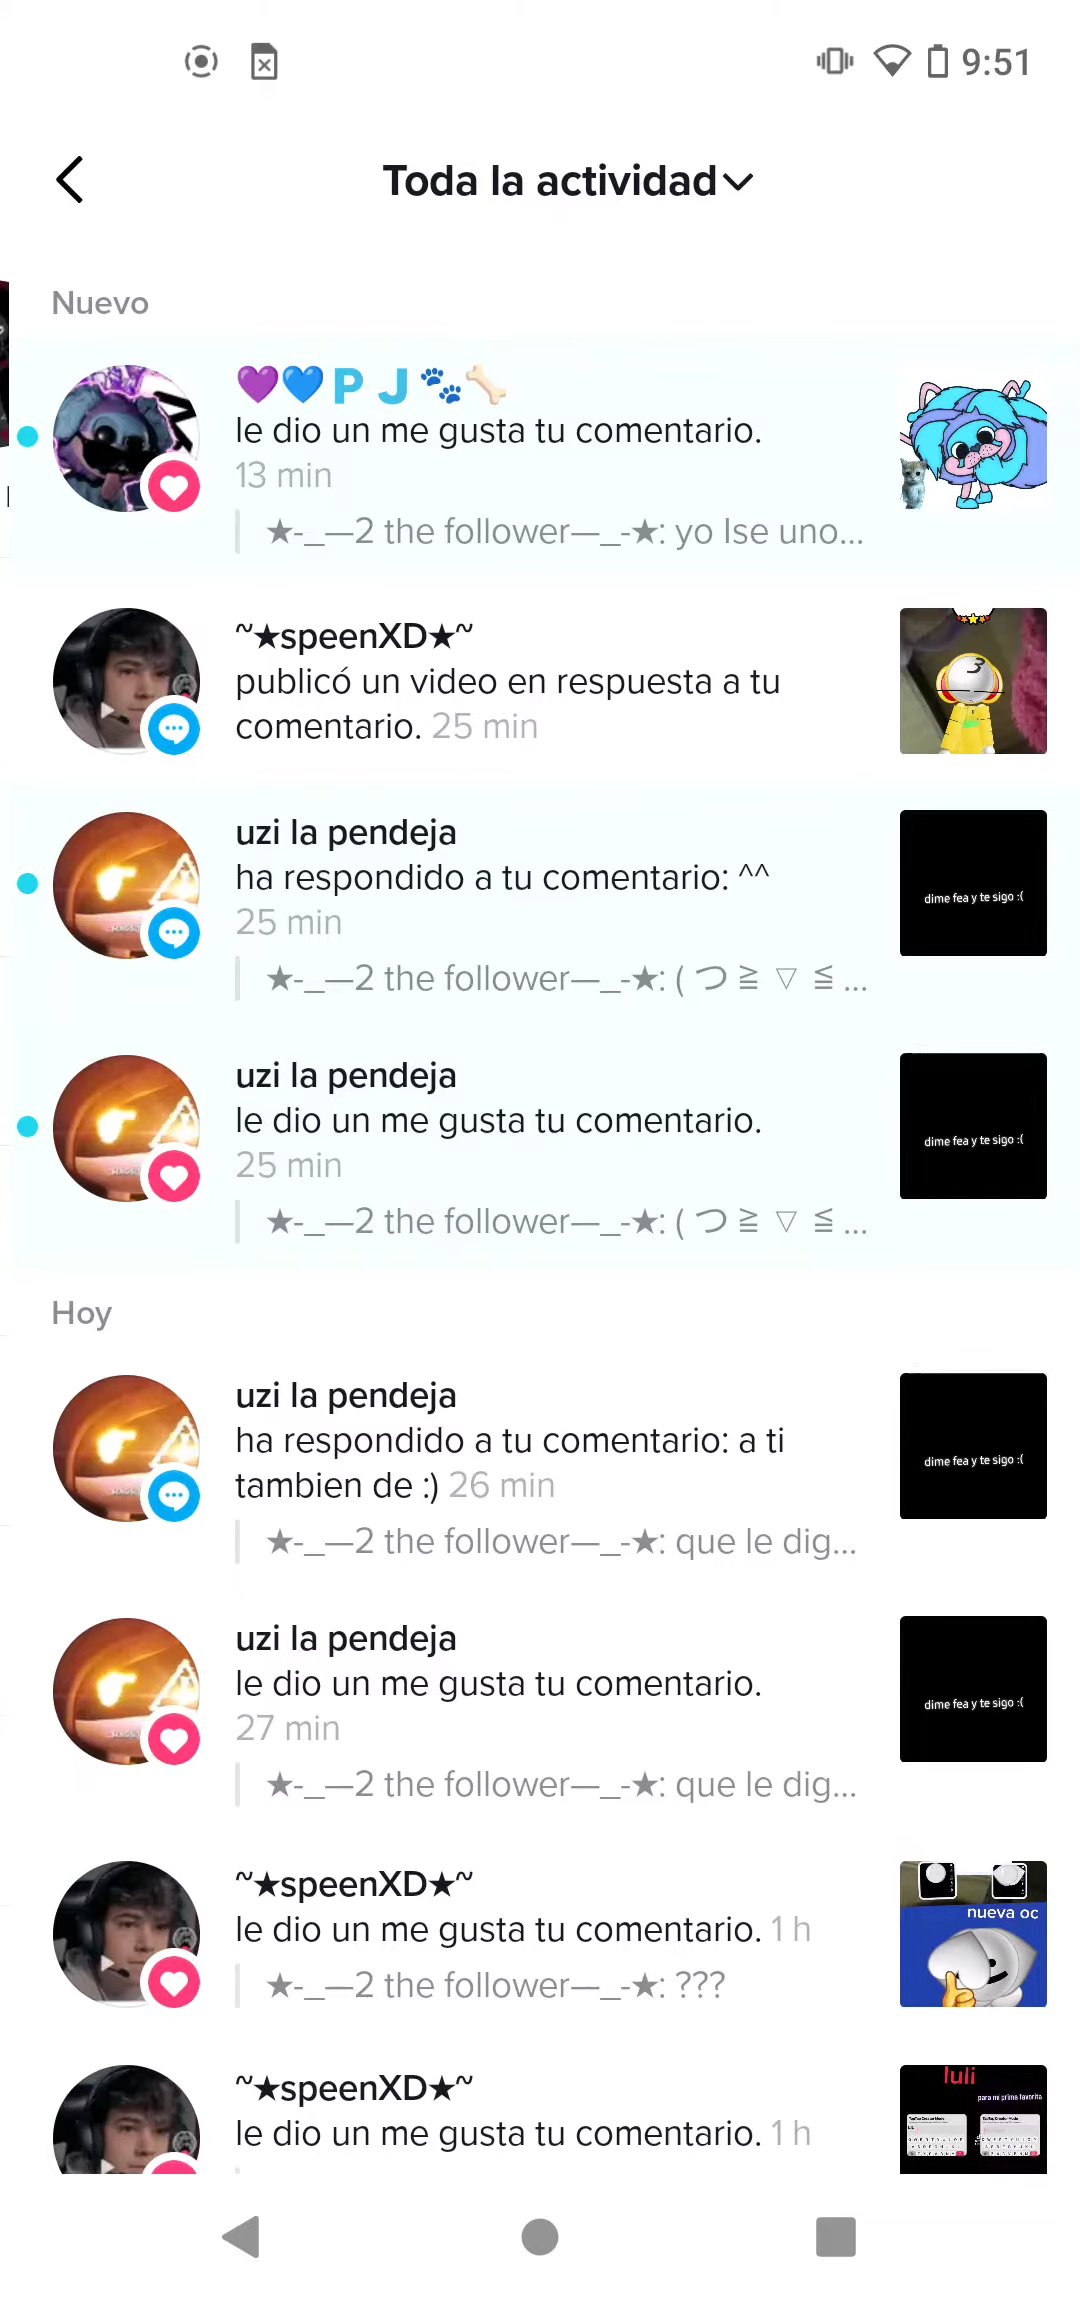 9:51
Toda la actividad
Nuevo
💜💙🇵 🇯 🐾🦴
le dio un me gusta tu comentario.
13 min
★-_—2 the follower—_-★: yo Ise uno...
~★speenXD★~
publicó un video en respuesta a tu
comentario. 25 min
3
uzi la pendeja
ha respondido a tu comentario: ^^
25 min
★-_—2 the follower—_-★: ( つ ≧ ▽ ≦ ...
dime fea y te sigo :(
uzi la pendeja
le dio un me gusta tu comentario.
25 min
★-_—2 the follower—_-★: ( つ ≧ ▽ ≦ ...
dime fea y te sigo :(
Hoy
uzi la pendeja
ha respondido a tu comentario: a ti
tambien de :) 26 min
★-_—2 the follower—_-★: que le dig...
dime fea y te sigo :(
uzi la pendeja
le dio un me gusta tu comentario.
27 min
★-_—2 the follower—_-★: que le dig...
dime fea y te sigo :(
~★speenXD★~
le dio un me gusta tu comentario. 1 h
★-_—2 the follower—_-★: ???
nueva oc
~★speenXD★~
le dio un me gusta tu comentario. 1 h
luli
para mi prima favorita